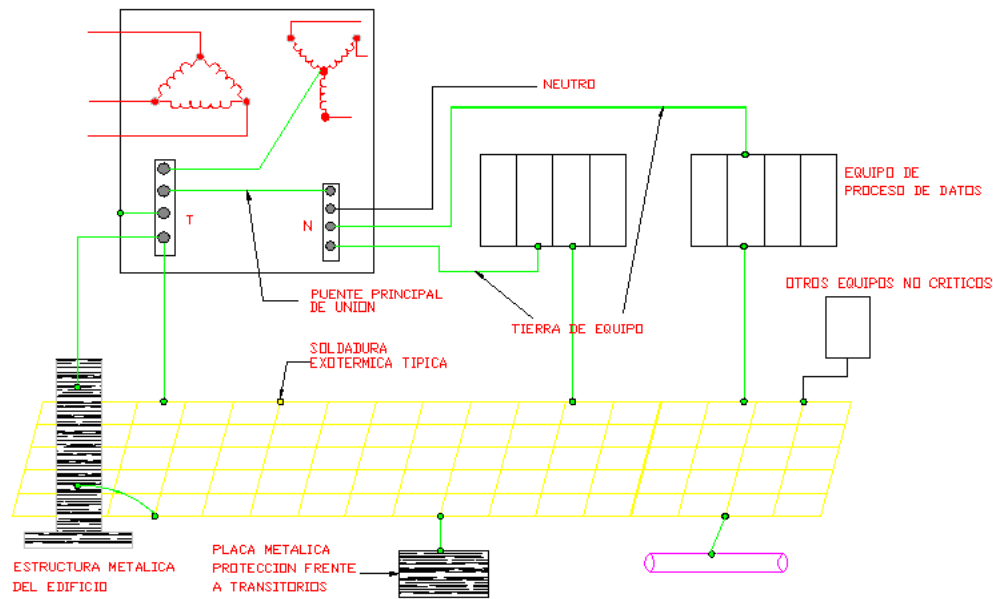 NEUTRO
EQUIPO DE
PROCESO DE DATOS
T
N
OTROS EQUIPOS NO CRITICOS
PUENTE PRINCIPAL
DE UNION
TIERRA DE EQUIPO
SOLDADURA
EXOTERMICA TIPICA
ESTRUCTURA METALICA
DEL EDIFICIO
PLACA METALICA
PROTECCION FRENTE
A TRANSITORIOS